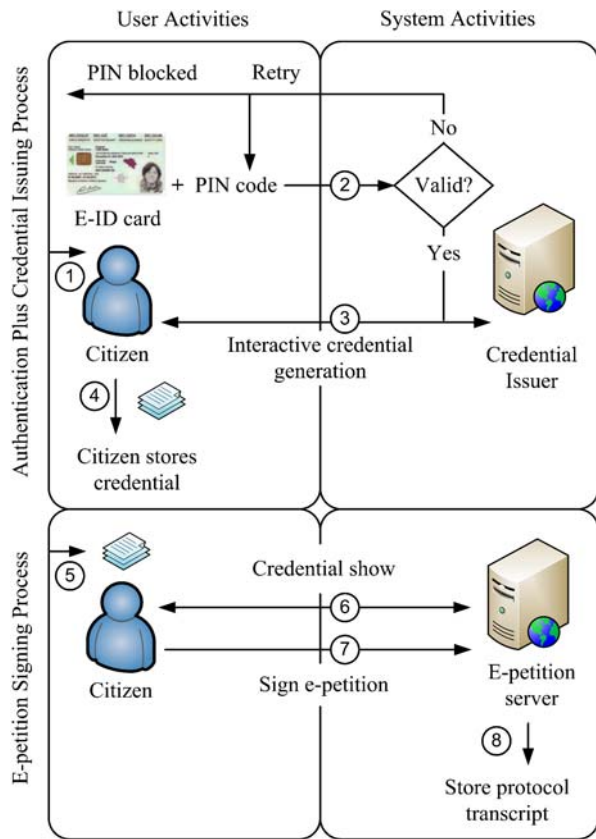 User Activities
System Activities
Authentication Plus Credential Issuing Process
PIN blocked
Retry
No
E-ID card
+
PIN code
2
Valid?
Yes
1
Citizen
3
Interactive credential
generation
Credential
Issuer
4
Citizen stores
credential
E-petition Signing Process
5
Citizen
Credential show
6
7
Sign e-petition
E-petition
server
8
Store protocol
transcript